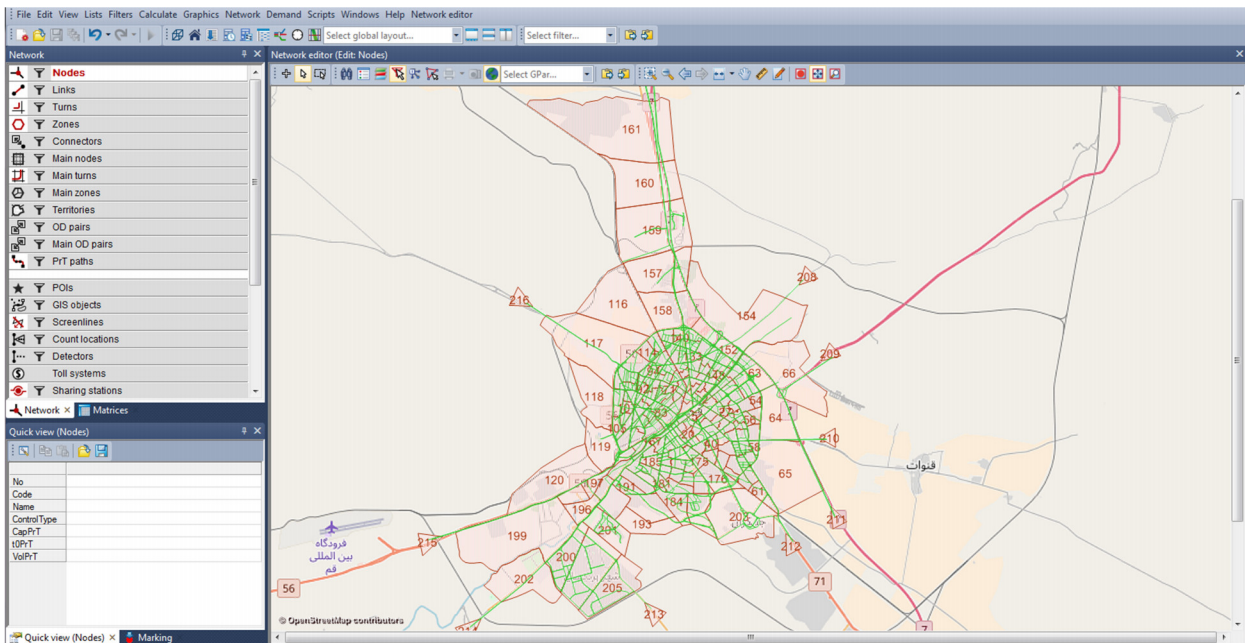 File Edit View Lists Filters Calculate Graphics Network Demand Scripts Windows Help Network editor
Select global layout... Select filter...
Network
Network editor (Edit: Nodes)
Nodes
Links
Turns
Zones
Connectors
Main nodes
Main turns
Main zones
Territories
OD pairs
Main OD pairs
PrT paths
POIs
GIS objects
Screenlines
Count locations
Detectors
Toll systems
Sharing stations
Network Matrices
Quick view (Nodes)
No
Code
Name
ControlType
CapPrT
t0PrT
VolPrT
Quick view (Nodes) Marking
Select GPar...
7
161
160
159
157
116
158
216
208
154
117
114
152
209
118
63
66
64
119
58
210
65
120
197
191
176
61
184
196
193
199
201
203
211
215
200
212
202
205
213
56
71
7
قنوات
فرودگاه
بین المللی
قم
© OpenStreetMap contributors